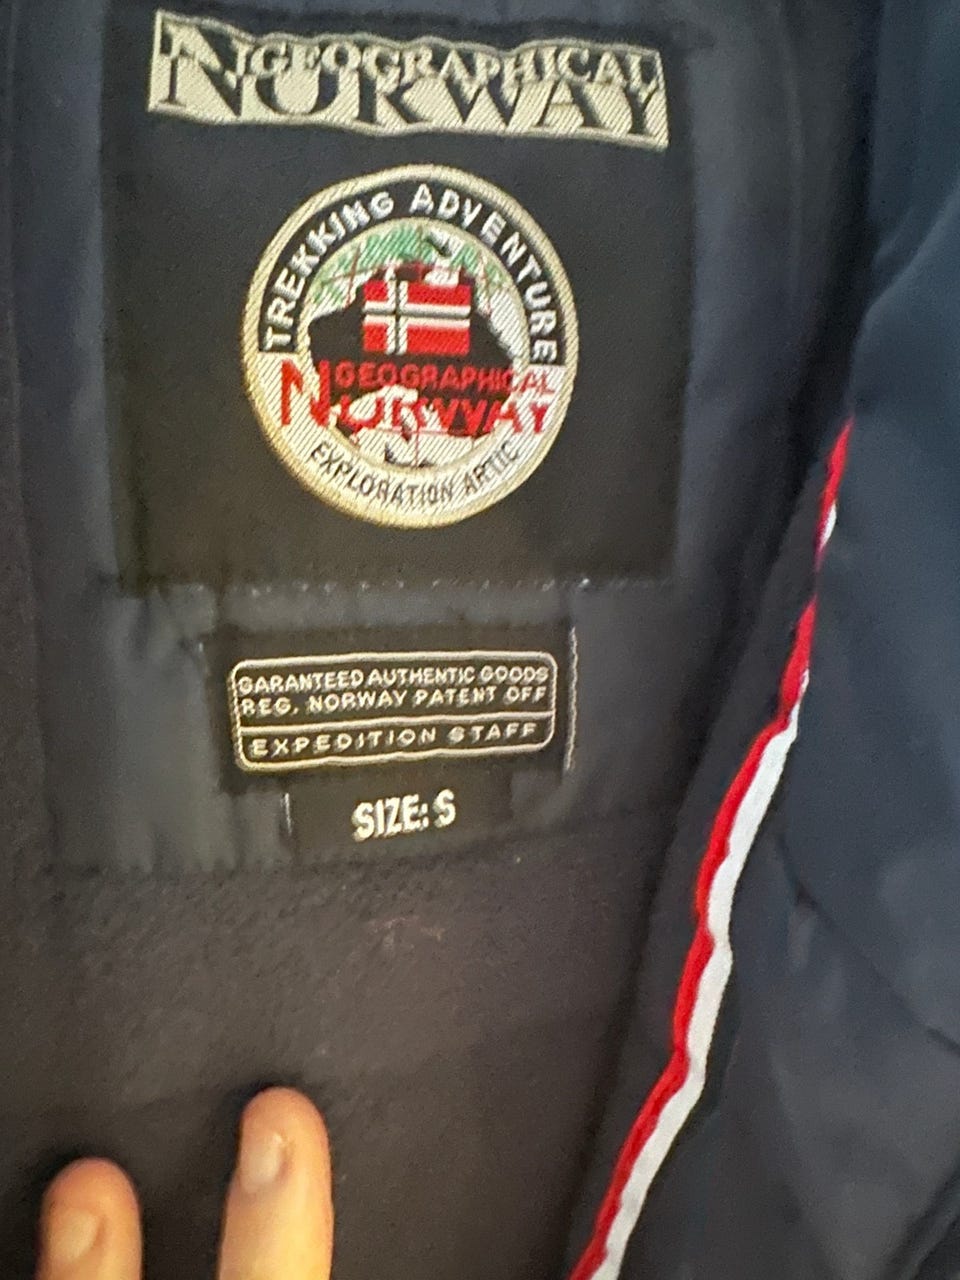 GEOGRAPHICAL
NORWAY
TREKKING ADVENTURE
GEOGRAPHICAL
NORWAY
EXPLORATION ARTIC
GARANTEED AUTHENTIC GOODS
REG. NORWAY PATENT OFF
EXPEDITION STAFF
SIZE: S